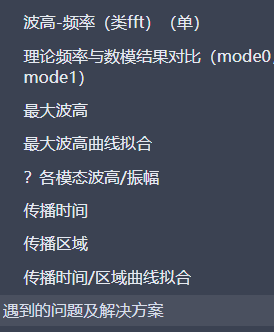 波高-频率（类fft）（单）
理论频率与数模结果对比（mode0,
mode1）
最大波高
最大波高曲线拟合
？各模态波高/振幅
传播时间
传播区域
传播时间/区域曲线拟合
遇到的问题及解决方案